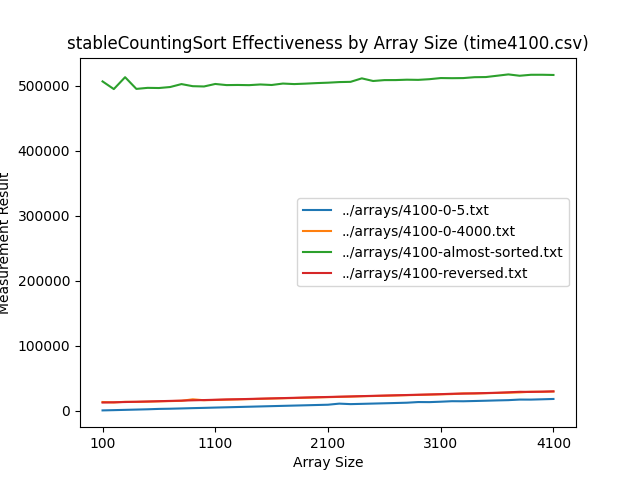 stableCountingSort Effectiveness by Array Size (time4100.csv)
500000
400000
300000
200000
100000
0
Measurement Result
../arrays/4100-0-5.txt
../arrays/4100-0-4000.txt
../arrays/4100-almost-sorted.txt
../arrays/4100-reversed.txt
100 1100 2100 3100 4100
Array Size